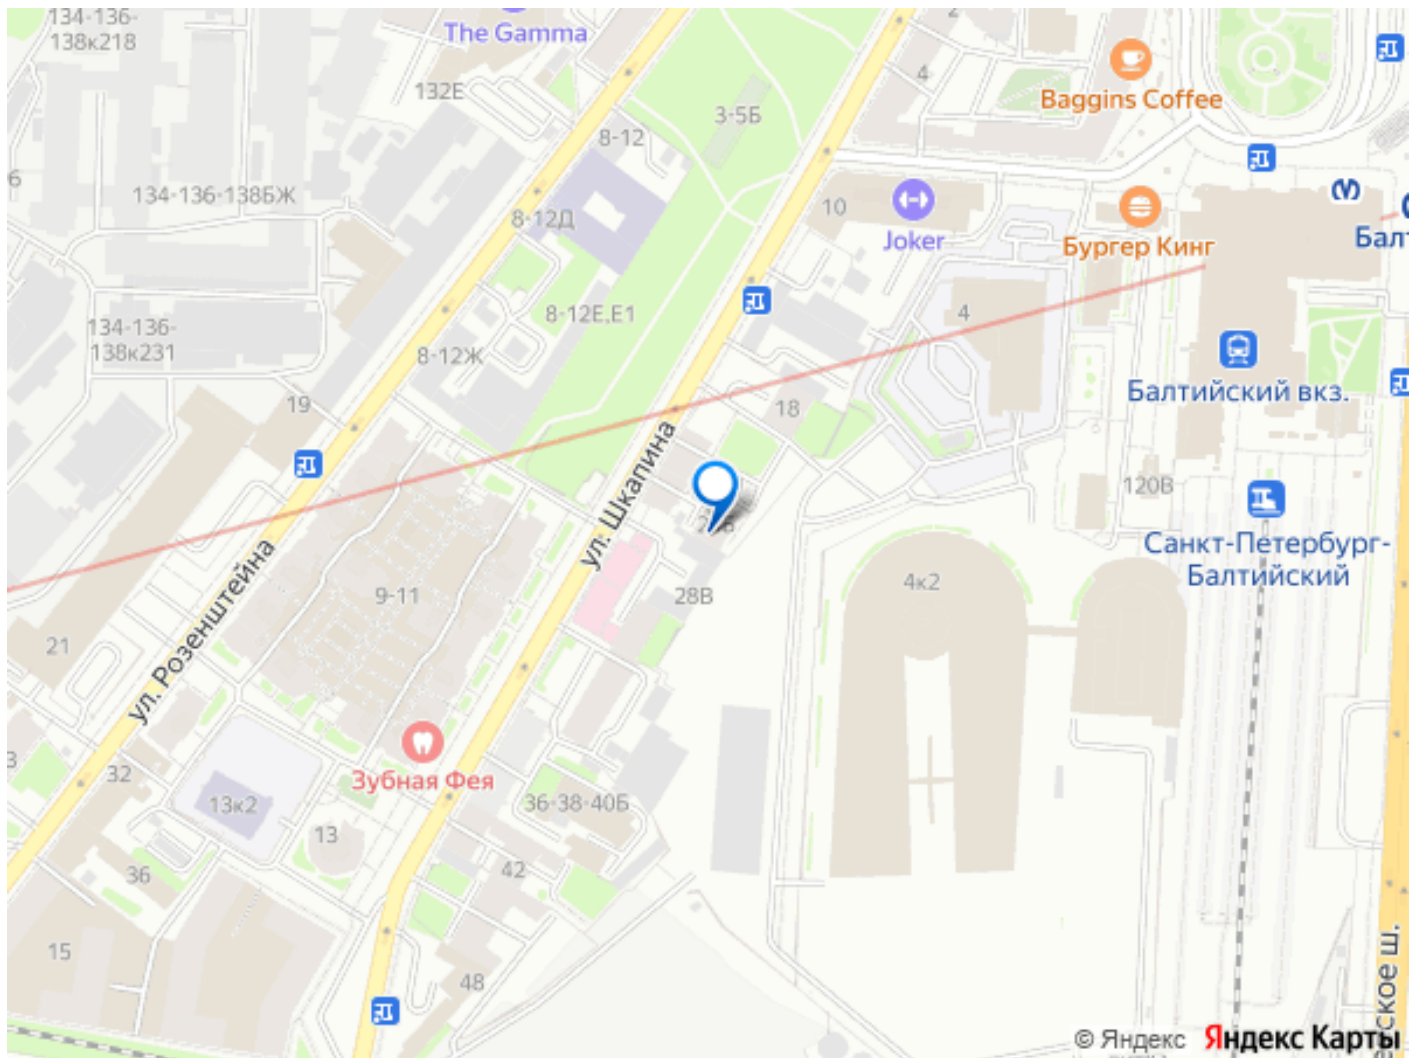 134-136-
138к218
The Gamma
2
4
Baggins Coffee
132Е
3-5Б
8-12
6
134-136-138БЖ
8-12Д
10
Joker
Бургер Кинг
8-12Е,Е1
4
134-136-
138к231
8-12Ж
Балтийский вкз.
19
18
ул. Шкапина
120В
Санкт-Петербург-
Балтийский
ул. Розенштейна
9-11
28В
4к2
21
3
32
Зубная Фея
13к2
13
36-38-40Б
36
42
15
48
© Яндекс Яндекс Карты